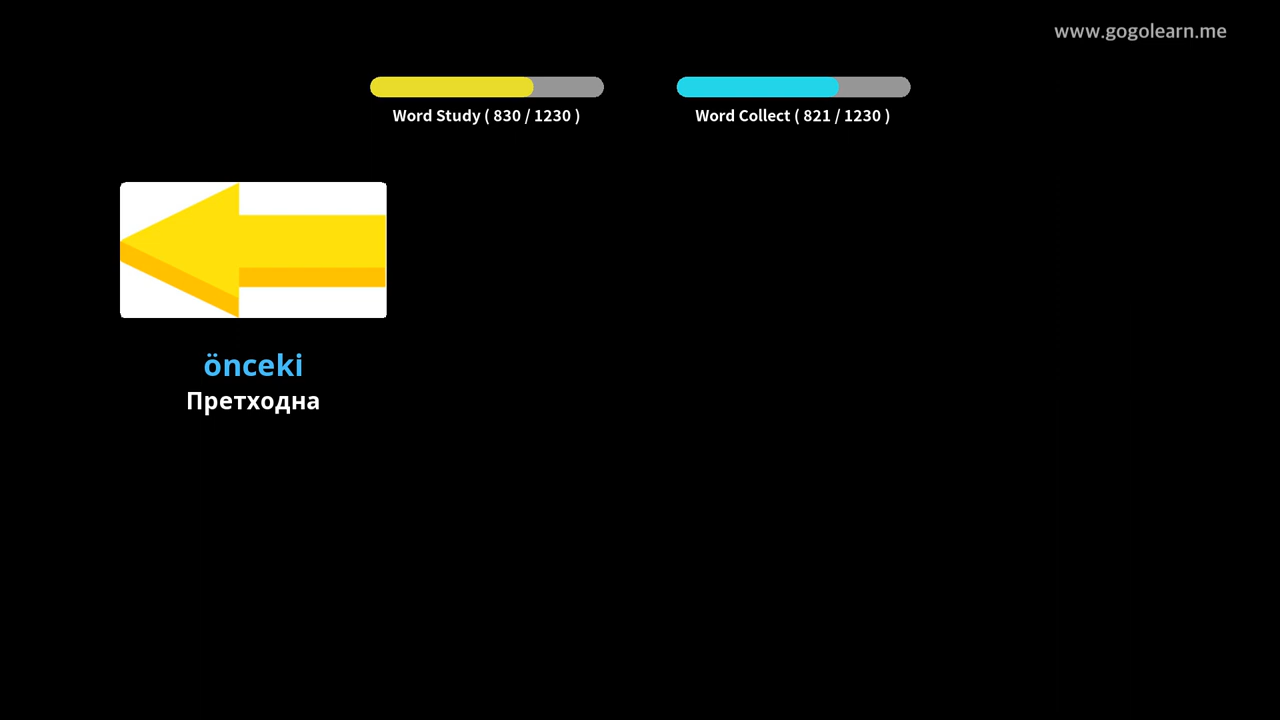 www.gogolearn.me
Word Study ( 830 / 1230 )
Word Collect ( 821 / 1230 )
önceki
Претходна